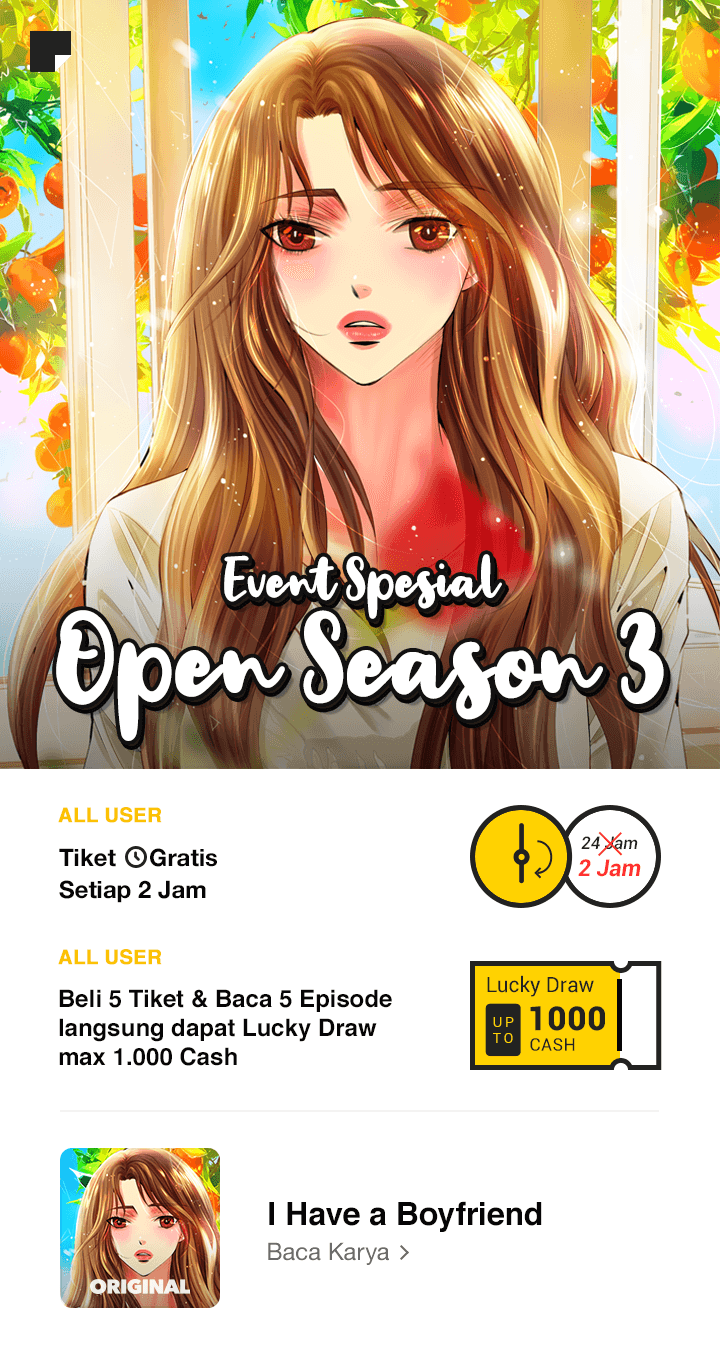 Event Spesial
Open Season 3
ALL USER
Tiket Gratis
Setiap 2 Jam
24 Jam
2 Jam
ALL USER
Beli 5 Tiket & Baca 5 Episode
langsung dapat Lucky Draw
max 1.000 Cash
Lucky Draw
UP TO 1000
CASH
ORIGINAL
I Have a Boyfriend
Baca Karya >